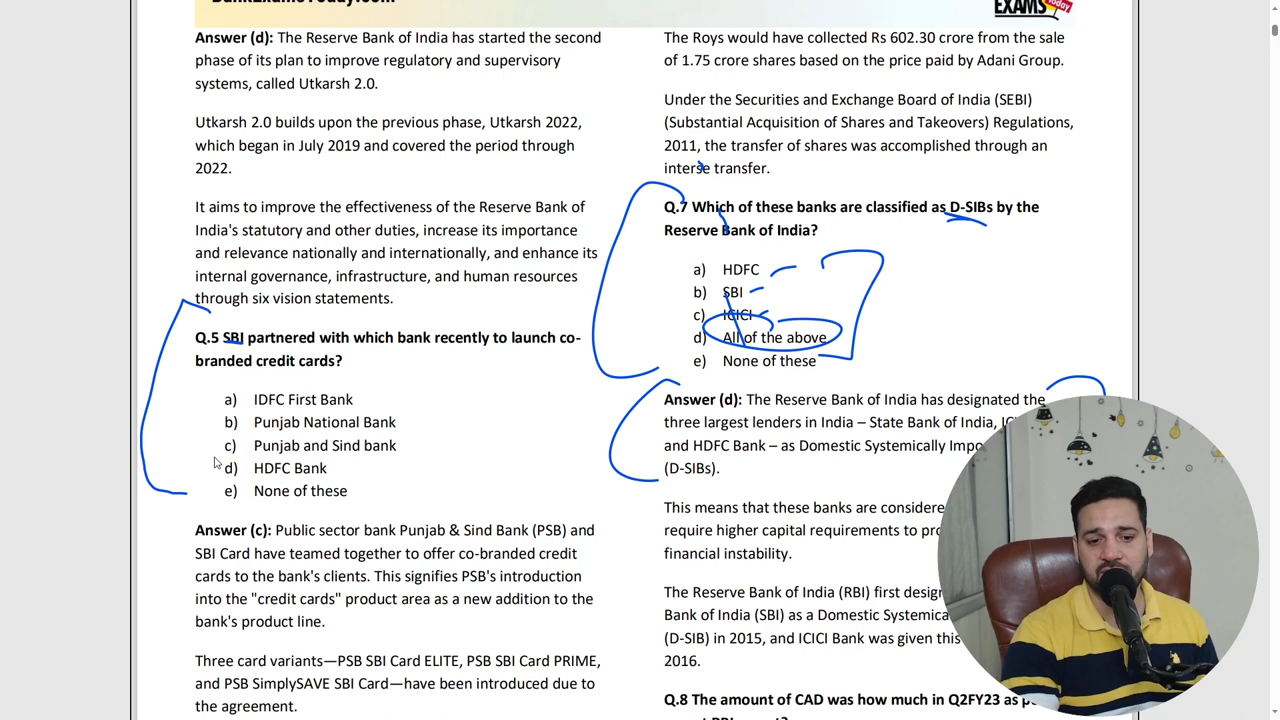 BankExamsToday.com
EXAMS
Today
Answer (d): The Reserve Bank of India has started the second
phase of its plan to improve regulatory and supervisory
systems, called Utkarsh 2.0.
Utkarsh 2.0 builds upon the previous phase, Utkarsh 2022,
which began in July 2019 and covered the period through
2022.
It aims to improve the effectiveness of the Reserve Bank of
India's statutory and other duties, increase its importance
and relevance nationally and internationally, and enhance its
internal governance, infrastructure, and human resources
through six vision statements.
Q.5 SBI partnered with which bank recently to launch co-
branded credit cards?
a) IDFC First Bank
b) Punjab National Bank
c) Punjab and Sind bank
d) HDFC Bank
e) None of these
Answer (c): Public sector bank Punjab & Sind Bank (PSB) and
SBI Card have teamed together to offer co-branded credit
cards to the bank's clients. This signifies PSB's introduction
into the "credit cards" product area as a new addition to the
bank's product line.
Three card variants—PSB SBI Card ELITE, PSB SBI Card PRIME,
and PSB SimplySAVE SBI Card—have been introduced due to
the agreement.
The Roys would have collected Rs 602.30 crore from the sale
of 1.75 crore shares based on the price paid by Adani Group.
Under the Securities and Exchange Board of India (SEBI)
(Substantial Acquisition of Shares and Takeovers) Regulations,
2011, the transfer of shares was accomplished through an
interse transfer.
Q.7 Which of these banks are classified as D-SIBs by the
Reserve Bank of India?
a) HDFC
b) SBI
c) ICICI
d) All of the above
e) None of these
Answer (d): The Reserve Bank of India has designated the
three largest lenders in India – State Bank of India,
and HDFC Bank – as Domestic Systemically
(D-SIBs).
This means that these banks are
require higher capital requirements to
financial instability.
The Reserve Bank of India (RBI) first
Bank of India (SBI) as a Domestic
(D-SIB) in 2015, and ICICI Bank was given this
2016.
Q.8 The amount of CAD was how much in Q2FY23 as